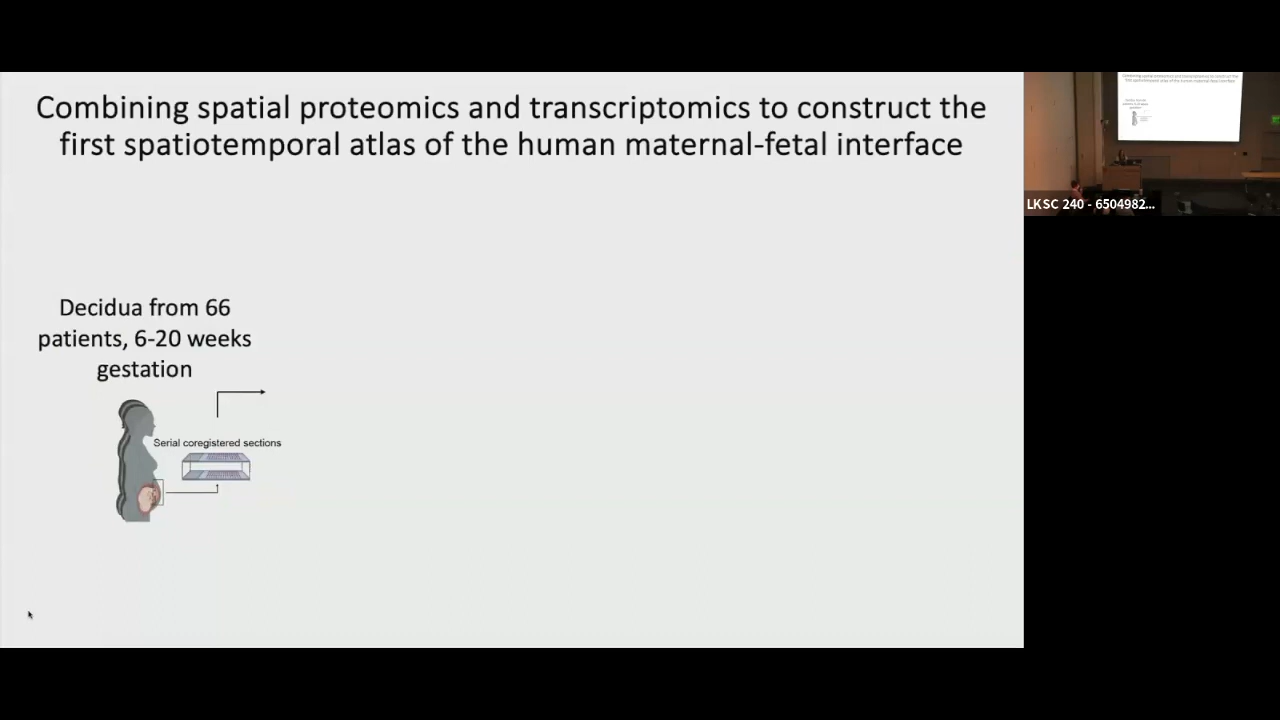 Combining spatial proteomics and transcriptomics to construct the
first spatiotemporal atlas of the human maternal-fetal interface
Decidua from 66
patients, 6-20 weeks
gestation
Serial coregistered sections
LKSC 240 - 6504982...